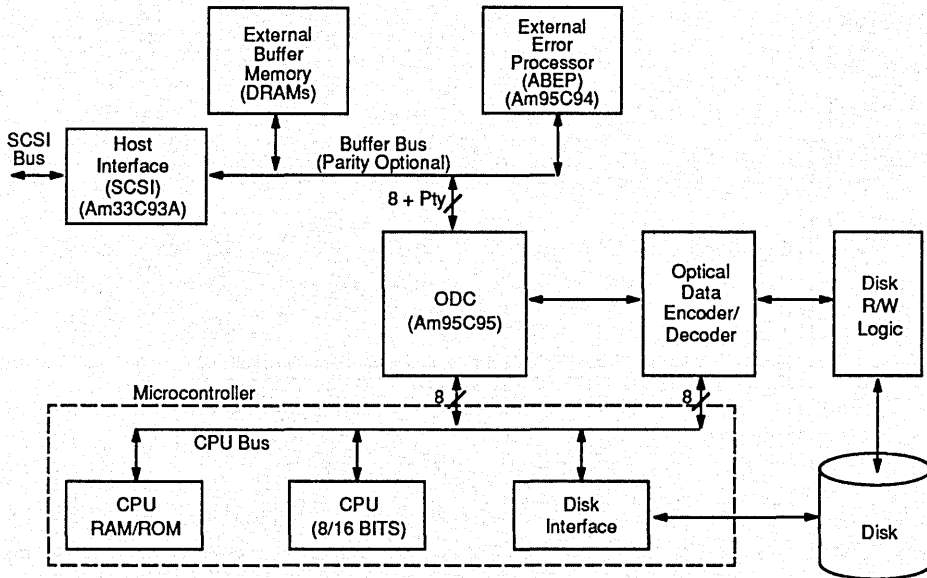 External
Buffer
Memory
(DRAMs)
External
Error
Processor
(ABEP)
(Am95C94)
SCSI
Bus
Host
Interface
(SCSI)
(Am33C93A)
Buffer Bus
(Parity Optional)
8 + Pty
ODC
(Am95C95)
Optical
Data
Encoder/
Decoder
Disk
R/W
Logic
Microcontroller
8
8
CPU Bus
CPU
RAM/ROM
CPU
(8/16 BITS)
Disk
Interface
Disk